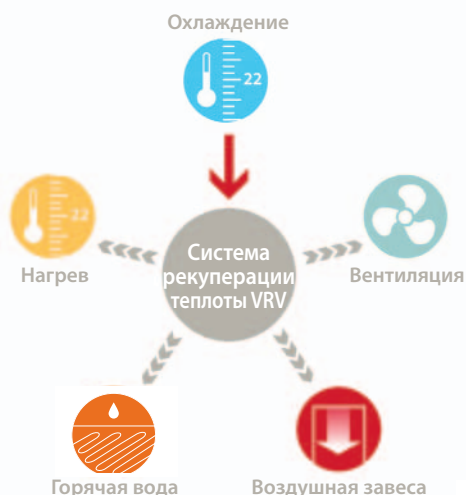 Охлаждение
22
22
Нагрев
Система
рекуперации
теплоты VRV
Вентиляция
Горячая вода
Воздушная завеса